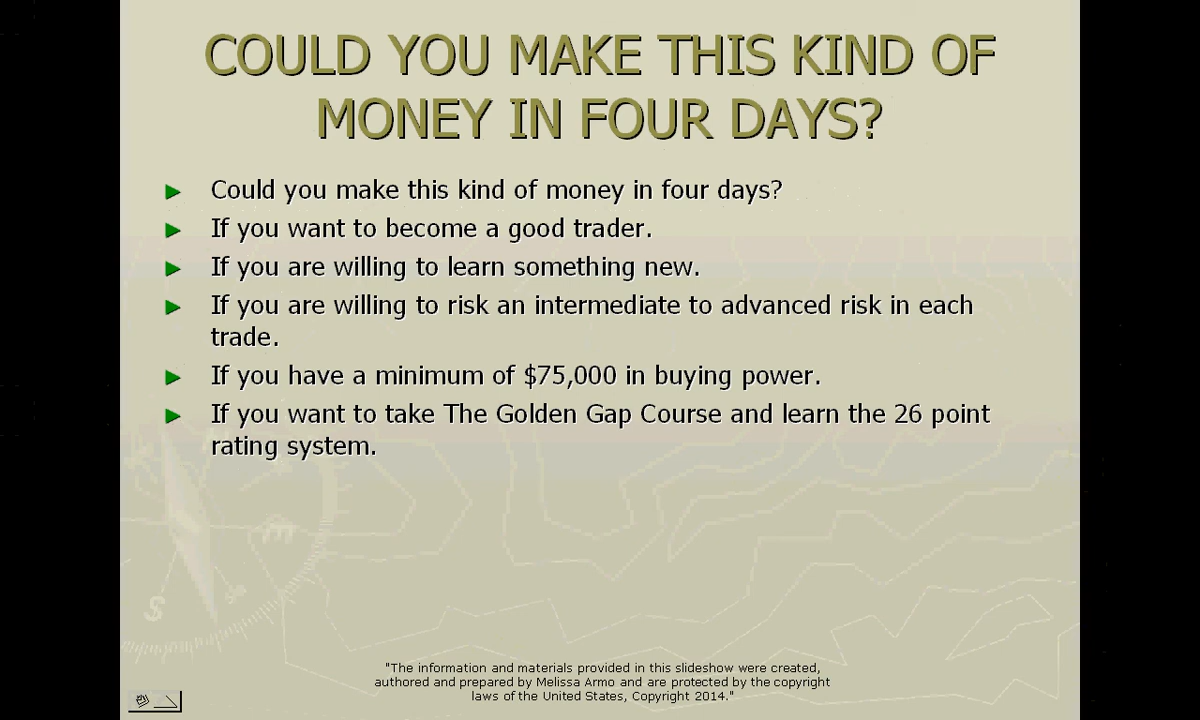 COULD YOU MAKE THIS KIND OF
MONEY IN FOUR DAYS?
► Could you make this kind of money in four days?
► If you want to become a good trader.
► If you are willing to learn something new.
► If you are willing to risk an intermediate to advanced risk in each
trade.
► If you have a minimum of $75,000 in buying power.
► If you want to take The Golden Gap Course and learn the 26 point
rating system.
S
"The information and materials provided in this slideshow were created,
authored and prepared by Melissa Armo and are protected by the copyright
laws of the United States, Copyright 2014."